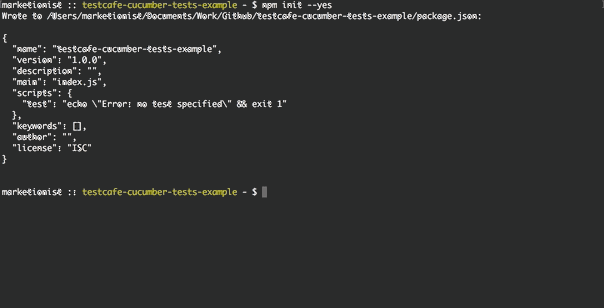 marketionist :: testcafe-cucumber-tests-example - $ npm init --yes
Wrote to /Users/marketionist/Documents/Work/Github/testcafe-cucumber-tests-example/package.json:
{
  "name": "testcafe-cucumber-tests-example",
  "version": "1.0.0",
  "description": "",
  "main": "index.js",
  "scripts": {
    "test": "echo \"Error: no test specified\" && exit 1"
  },
  "keywords": [],
  "author": "",
  "license": "ISC"
}
marketionist :: testcafe-cucumber-tests-example - $